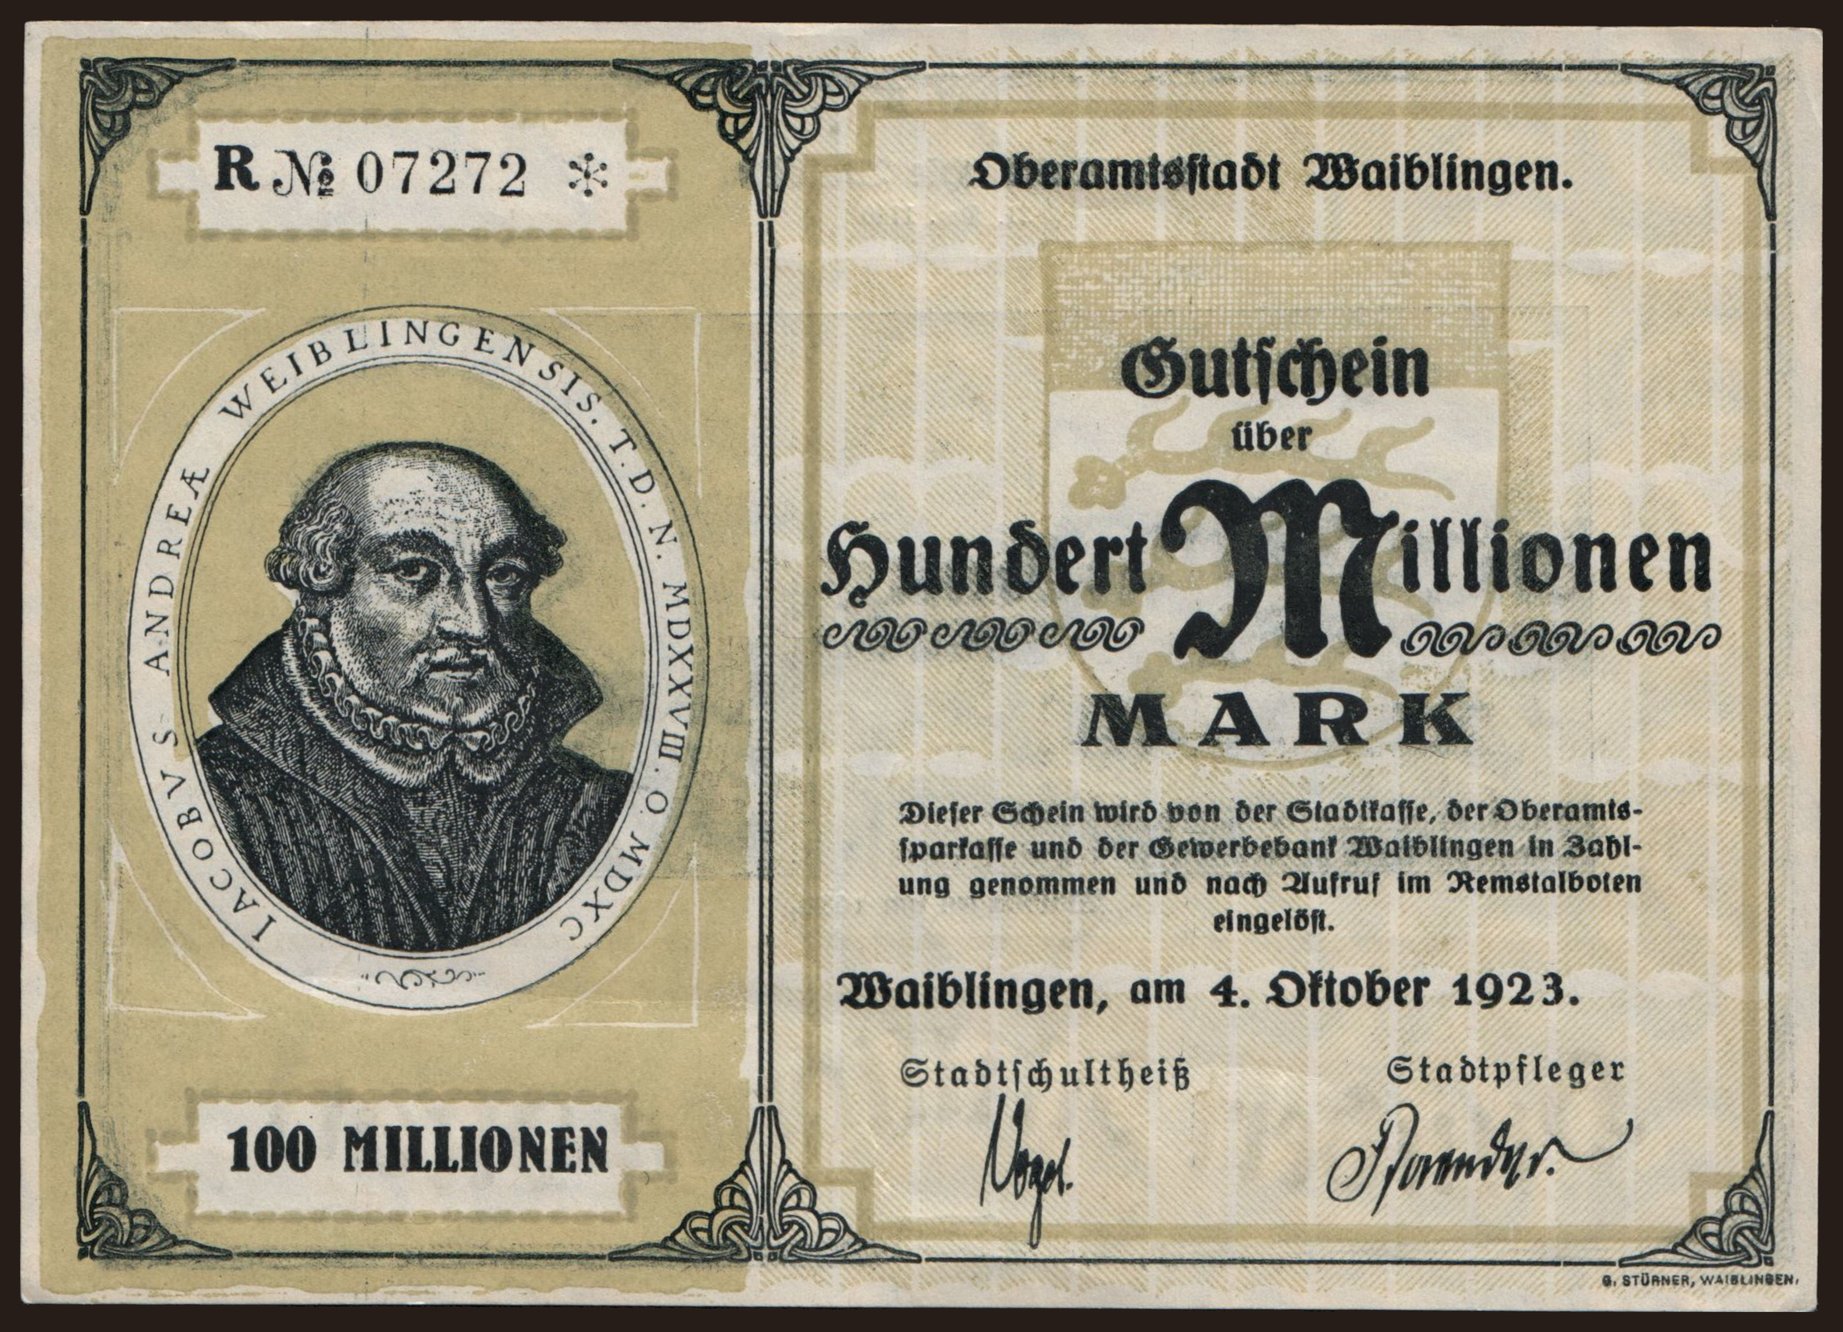 R № 07272 *
IACOBVS ANDREÆ WEIBLINGENSIS. T. D. N. MDXXVIII. O. MDXC
100 MILLIONEN
Oberamtsstadt Waiblingen.
Gutschein
über
Hundert Millionen
MARK
Dieser Schein wird von der Stadtkasse, der Oberamts-
sparkasse und der Gewerbebank Waiblingen in Zahl-
ung genommen und nach Aufruf im Remstalboten
eingelöst.
Waiblingen, am 4. Oktober 1923.
Stadtschultheiß Stadtpfleger
Vogel.
G. STÜRNER, WAIBLINGEN.